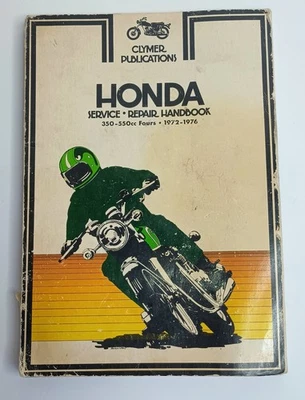 CLYMER
PUBLICATIONS
HONDA
SERVICE • REPAIR HANDBOOK
350-550cc Fours • 1972-1976